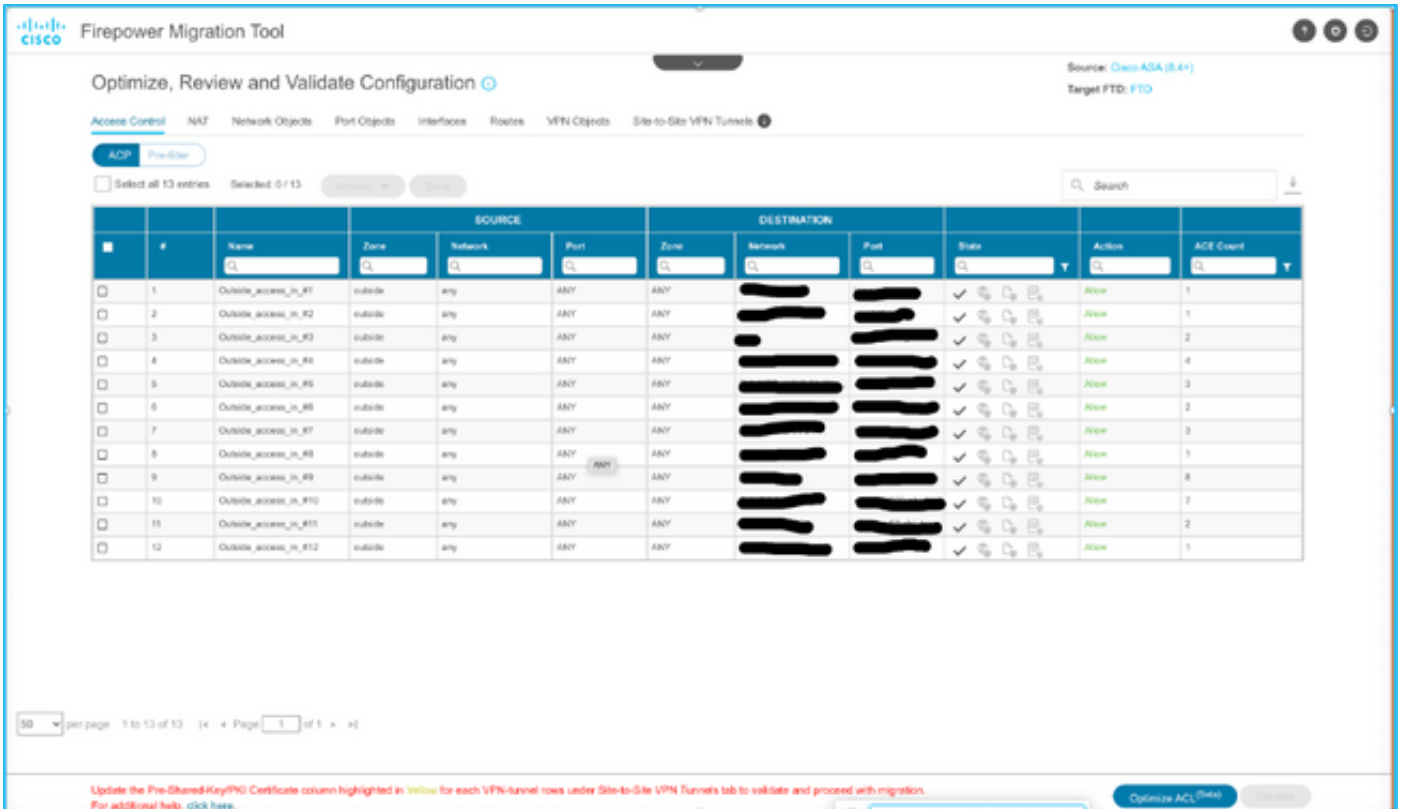 CISCO
Firepower Migration Tool
Optimize, Review and Validate Configuration
Source: Cisco ASA (8.4+)
Target FTD: FTD
Access Control NAT Network Objects Port Objects Interfaces Routes VPN Objects Site-to-Site VPN Tunnels
ACP Pre-filter
Select all 13 entries Selected: 0 / 13 Actions Save Search
SOURCE DESTINATION
# Name Zone Network Port Zone Network Port State Action ACE Count
1 Outside_access_in_#1 outside any ANY ANY Allow 1
2 Outside_access_in_#2 outside any ANY ANY Allow 1
3 Outside_access_in_#3 outside any ANY ANY Allow 2
4 Outside_access_in_#4 outside any ANY ANY Allow 4
5 Outside_access_in_#5 outside any ANY ANY Allow 3
6 Outside_access_in_#6 outside any ANY ANY Allow 2
7 Outside_access_in_#7 outside any ANY ANY Allow 3
8 Outside_access_in_#8 outside any ANY ANY Allow 1
ANY
9 Outside_access_in_#9 outside any ANY ANY Allow 8
10 Outside_access_in_#10 outside any ANY ANY Allow 7
11 Outside_access_in_#11 outside any ANY ANY Allow 2
12 Outside_access_in_#12 outside any ANY ANY Allow 1
50 per page 1 to 13 of 13 Page 1 of 1
Update the Pre-Shared-Key/PKI Certificate column highlighted in Yellow for each VPN-tunnel rows under Site-to-Site VPN Tunnels tab to validate and proceed with migration.
For additional help, click here.
Optimize ACL (Beta) Validate